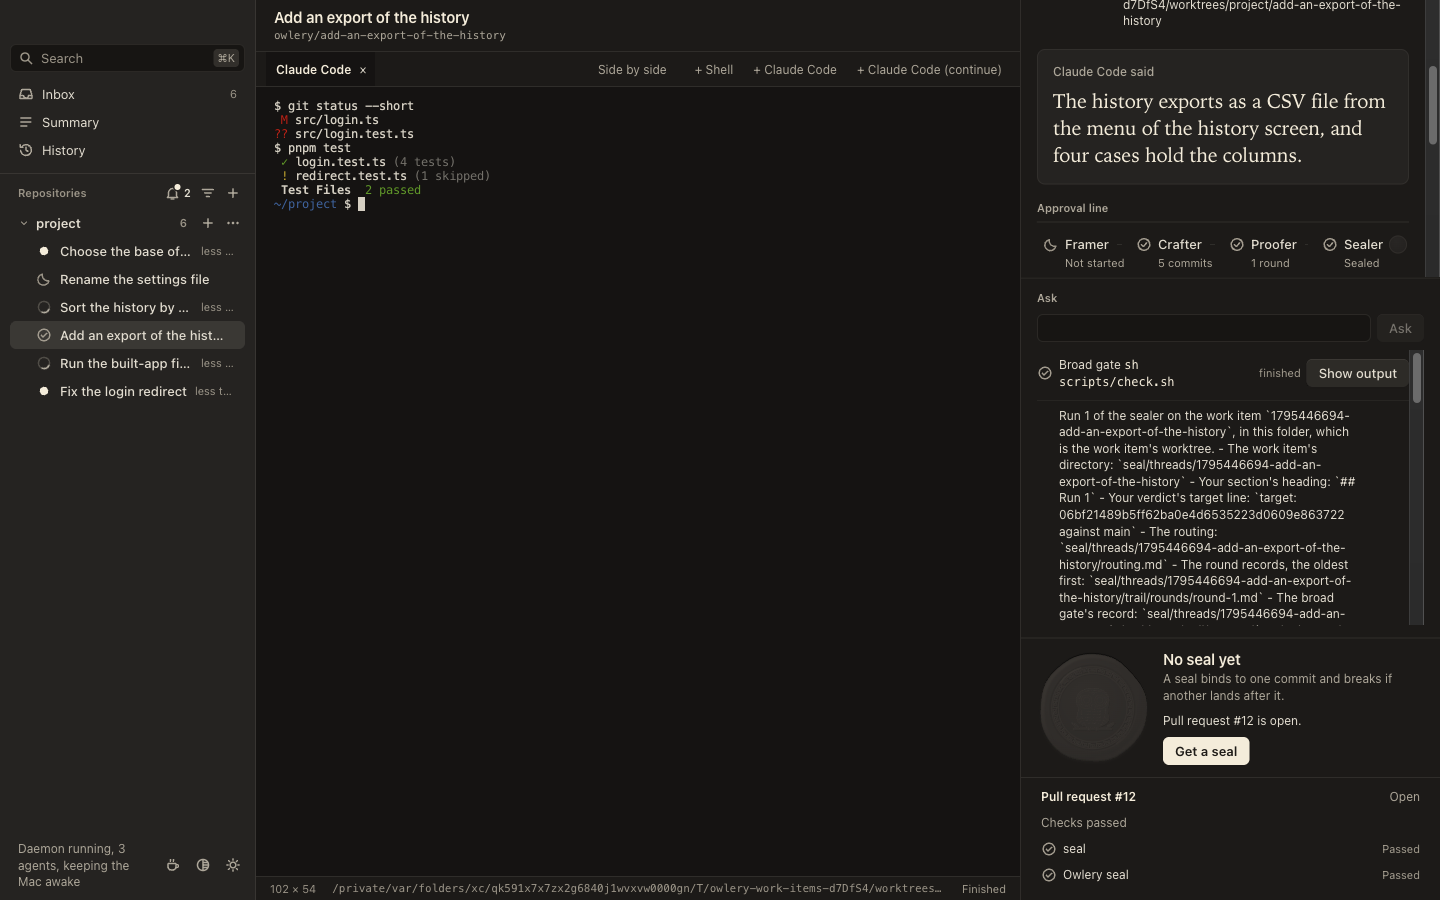 Search ⌘K
Inbox 6
Summary
History
Repositories 2
project 6
Choose the base of... less ...
Rename the settings file
Sort the history by ... less ...
Add an export of the hist...
Run the built-app fi... less ...
Fix the login redirect less t...
Daemon running, 3
agents, keeping the
Mac awake
Add an export of the history
owlery/add-an-export-of-the-history
Claude Code ×
Side by side + Shell + Claude Code + Claude Code (continue)
$ git status --short
M src/login.ts
?? src/login.test.ts
$ pnpm test
✓ login.test.ts (4 tests)
! redirect.test.ts (1 skipped)
Test Files 2 passed
~/project $
102 × 54 /private/var/folders/xc/qk591x7x7zx2g6840j1wvxvw0000gn/T/owlery-work-items-d7DfS4/worktrees… Finished
d7DfS4/worktrees/project/add-an-export-of-the-
history
Claude Code said
The history exports as a CSV file from
the menu of the history screen, and
four cases hold the columns.
Approval line
Framer Crafter Proofer Sealer
Not started 5 commits 1 round Sealed
Ask
Ask
Broad gate sh
scripts/check.sh
finished Show output
Run 1 of the sealer on the work item `1795446694-
add-an-export-of-the-history`, in this folder, which
is the work item's worktree. - The work item's
directory: `seal/threads/1795446694-add-an-
export-of-the-history` - Your section's heading: `##
Run 1` - Your verdict's target line: `target:
06bf21489b5ff62ba0e4d6535223d0609e863722
against main` - The routing:
`seal/threads/1795446694-add-an-export-of-the-
history/routing.md` - The round records, the oldest
first: `seal/threads/1795446694-add-an-export-of-
the-history/trail/rounds/round-1.md` - The broad
gate's record: `seal/threads/1795446694-add-an-
No seal yet
A seal binds to one commit and breaks if
another lands after it.
Pull request #12 is open.
Get a seal
Pull request #12 Open
Checks passed
seal Passed
Owlery seal Passed